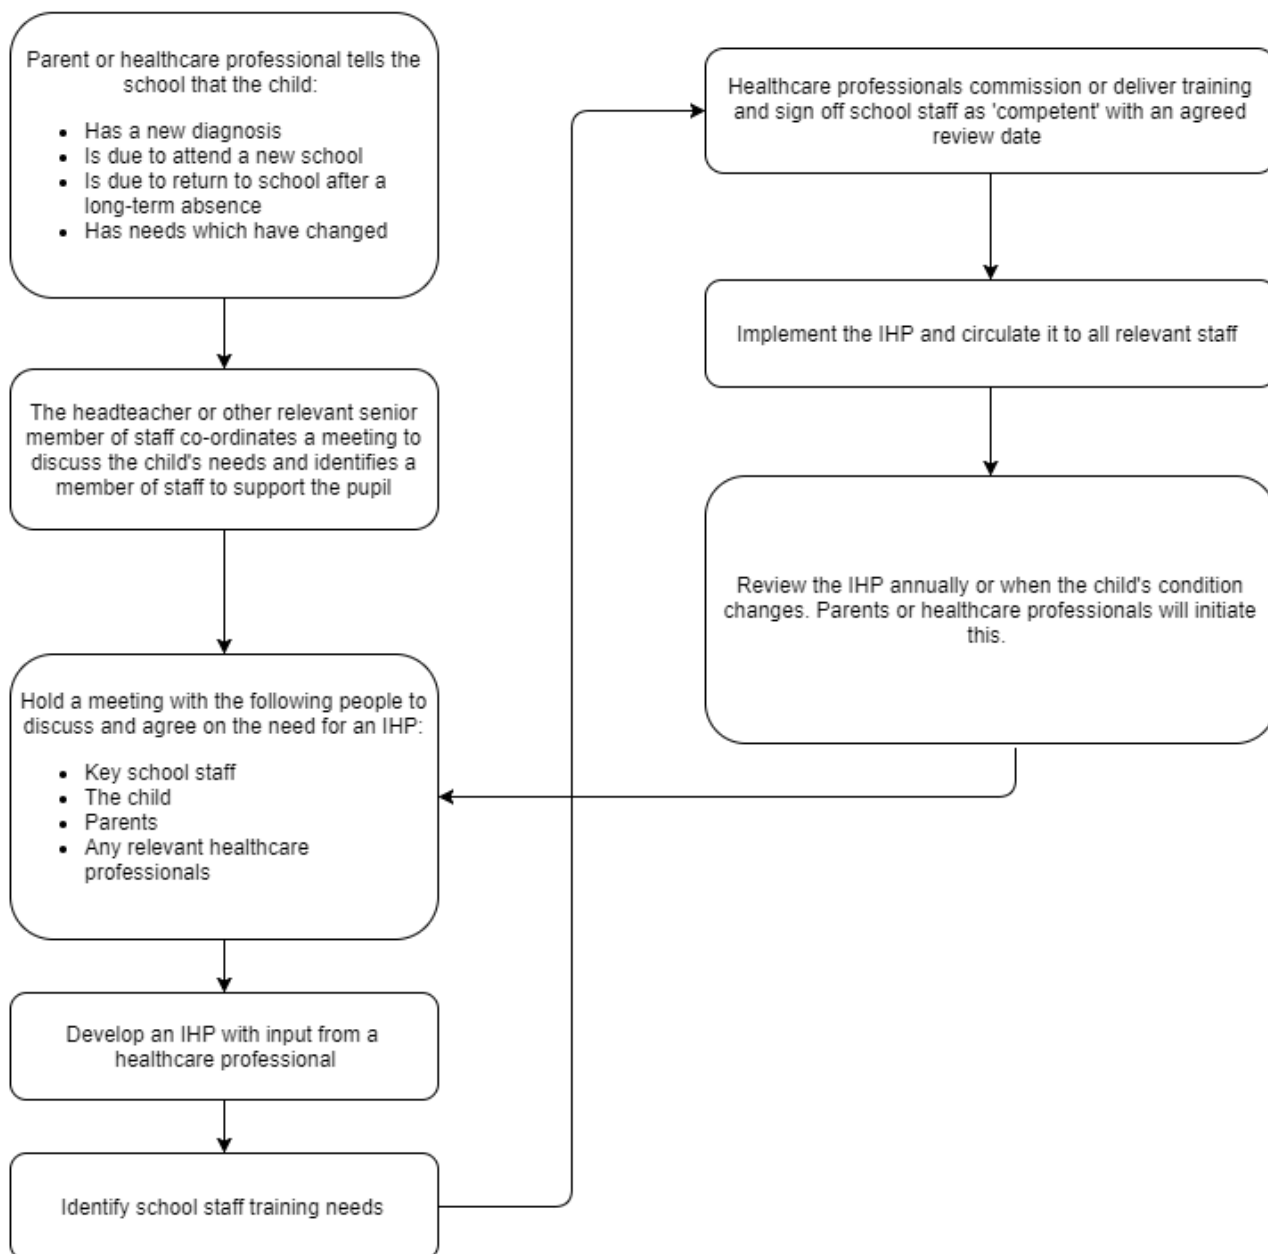 Parent or healthcare professional tells the
school that the child:
• Has a new diagnosis
• Is due to attend a new school
• Is due to return to school after a
long-term absence
• Has needs which have changed
The headteacher or other relevant senior
member of staff co-ordinates a meeting to
discuss the child's needs and identifies a
member of staff to support the pupil
Hold a meeting with the following people to
discuss and agree on the need for an IHP:
• Key school staff
• The child
• Parents
• Any relevant healthcare
professionals
Develop an IHP with input from a
healthcare professional
Identify school staff training needs
Healthcare professionals commission or deliver training
and sign off school staff as 'competent' with an agreed
review date
Implement the IHP and circulate it to all relevant staff
Review the IHP annually or when the child's condition
changes. Parents or healthcare professionals will initiate
this.